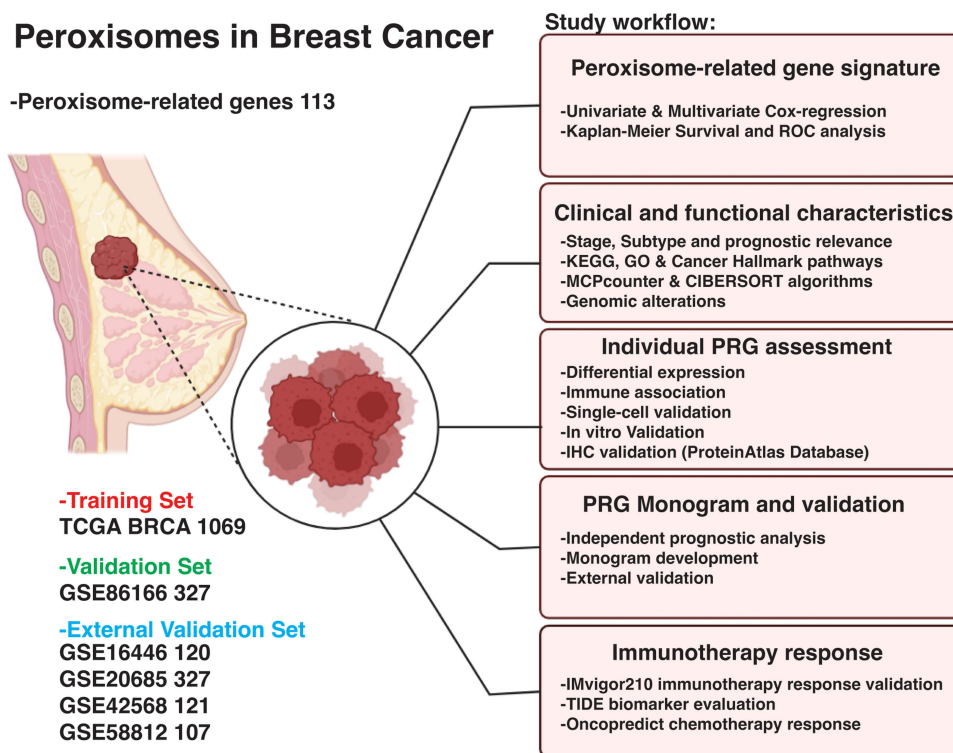 Peroxisomes in Breast Cancer
-Peroxisome-related genes 113
-Training Set
TCGA BRCA 1069
-Validation Set
GSE86166 327
-External Validation Set
GSE16446 120
GSE20685 327
GSE42568 121
GSE58812 107
Study workflow:
Peroxisome-related gene signature
-Univariate & Multivariate Cox-regression
-Kaplan-Meier Survival and ROC analysis
Clinical and functional characteristics
-Stage, Subtype and prognostic relevance
-KEGG, GO & Cancer Hallmark pathways
-MCPcounter & CIBERSORT algorithms
-Genomic alterations
Individual PRG assessment
-Differential expression
-Immune association
-Single-cell validation
-In vitro Validation
-IHC validation (ProteinAtlas Database)
PRG Monogram and validation
-Independent prognostic analysis
-Monogram development
-External validation
Immunotherapy response
-IMvigor210 immunotherapy response validation
-TIDE biomarker evaluation
-Oncopredict chemotherapy response